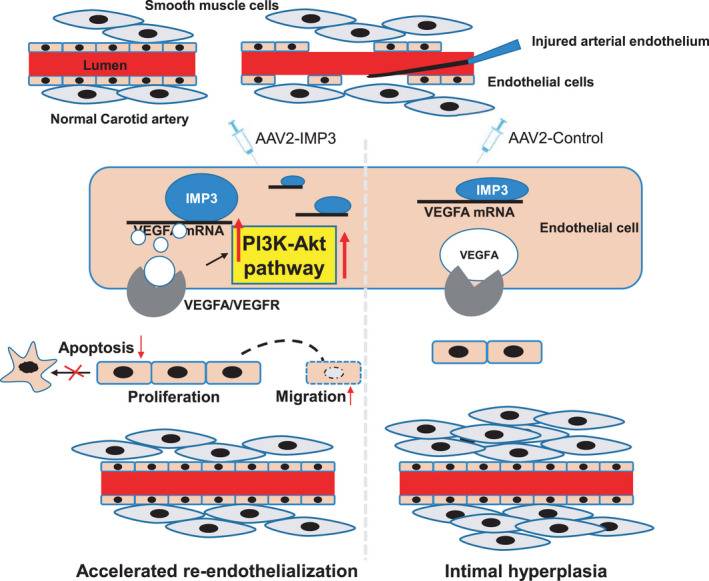 Smooth muscle cells
Injured arterial endothelium
Lumen
Endothelial cells
Normal Carotid artery
AAV2-IMP3
AAV2-Control
IMP3
VEGFA mRNA
PI3K-Akt
pathway
VEGFA/VEGFR
IMP3
VEGFA mRNA
Endothelial cell
VEGFA
Apoptosis
Proliferation
Migration
Accelerated re-endothelialization
Intimal hyperplasia